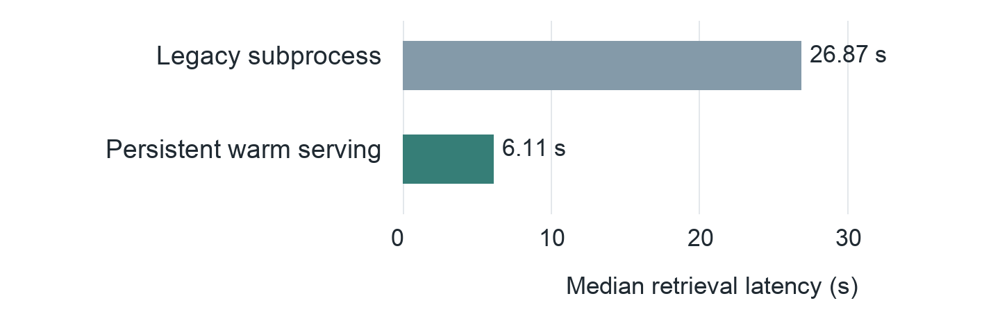 Legacy subprocess 26.87 s
Persistent warm serving 6.11 s
0 10 20 30
Median retrieval latency (s)